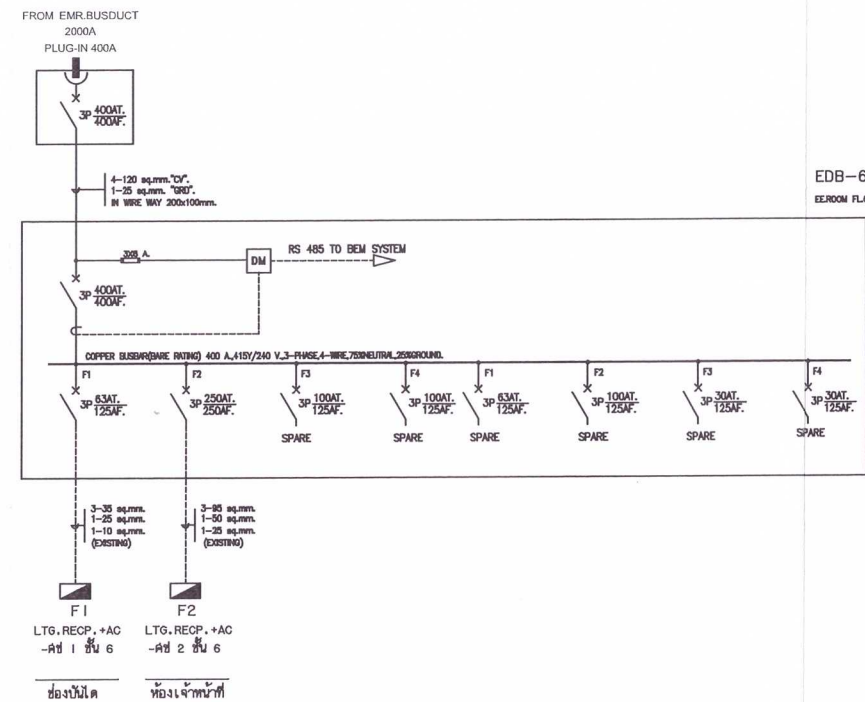 FROM EMR.BUSDUCT
2000A
PLUG-IN 400A
3P 400AT.
400AF.
4-120 sq.mm."CV".
1-25 sq.mm. "GRD".
IN WIRE WAY 200x100mm.
EDB-6
EE.ROOM FL.
3X6 A.
DM
RS 485 TO BEM SYSTEM
3P 400AT.
400AF.
COPPER BUSBAR(BARE RATING) 400 A.,415Y/240 V.,3-PHASE,4-WIRE,75%NEUTRAL,25%GROUND.
F1 F2 F3 F4 F1 F2 F3 F4
3P 63AT. 3P 250AT. 3P 100AT. 3P 100AT. 3P 63AT. 3P 100AT. 3P 30AT. 3P 30AT.
125AF. 250AF. 125AF. 125AF. 125AF. 125AF. 125AF. 125AF.
SPARE SPARE SPARE SPARE SPARE SPARE
3-35 sq.mm.
1-25 sq.mm.
1-10 sq.mm.
(EXISTING)
3-95 sq.mm.
1-50 sq.mm.
1-25 sq.mm.
(EXISTING)
F1
LTG.RECP.+AC
-ศช 1 ชั้น 6
ช่องบันได
F2
LTG.RECP.+AC
-ศช 2 ชั้น 6
ห้องเจ้าหน้าที่